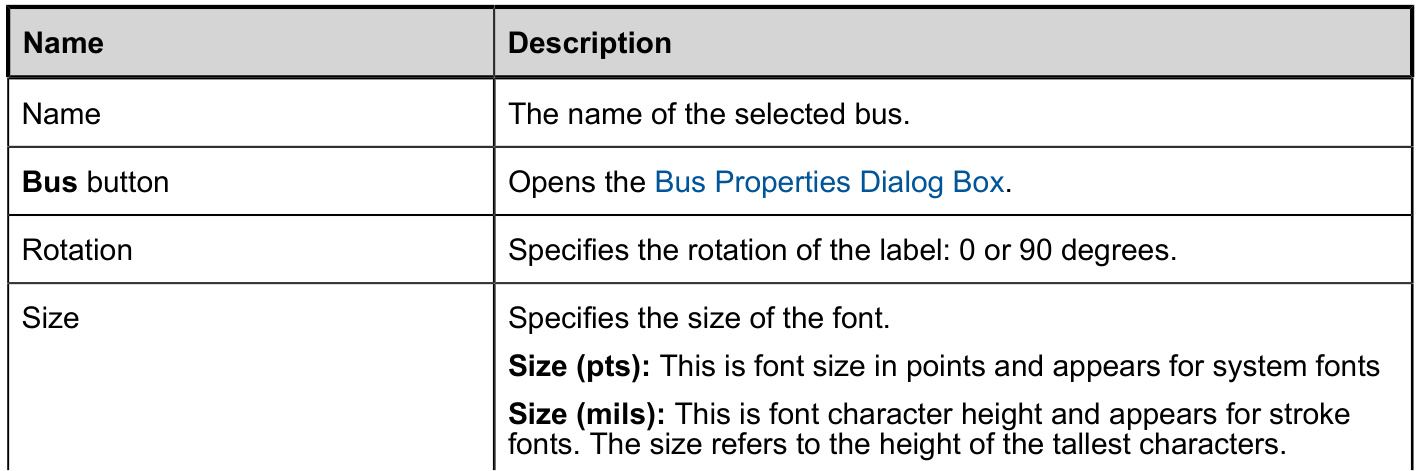 Name Description
Name The name of the selected bus.
Bus button Opens the Bus Properties Dialog Box.
Rotation Specifies the rotation of the label: 0 or 90 degrees.
Size Specifies the size of the font.
Size (pts): This is font size in points and appears for system fonts
Size (mils): This is font character height and appears for stroke
fonts. The size refers to the height of the tallest characters.